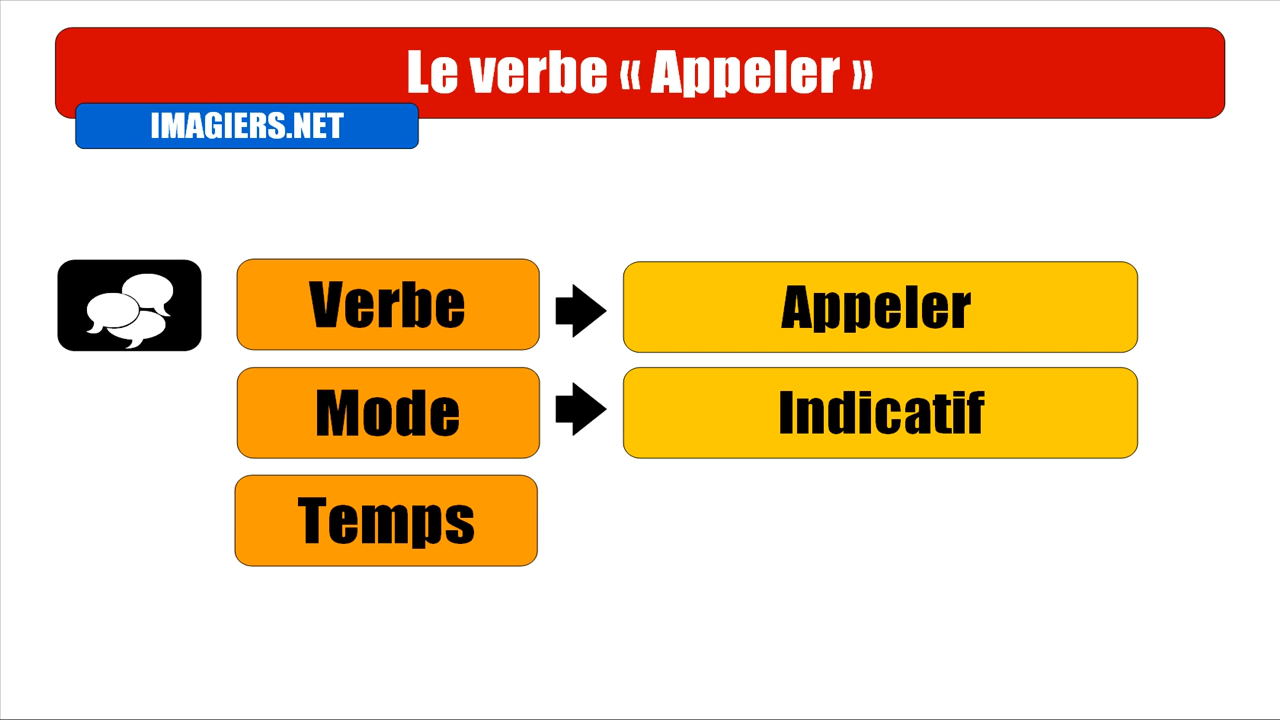 Le verbe « Appeler »
IMAGIERS.NET
Verbe
Appeler
Mode
Indicatif
Temps